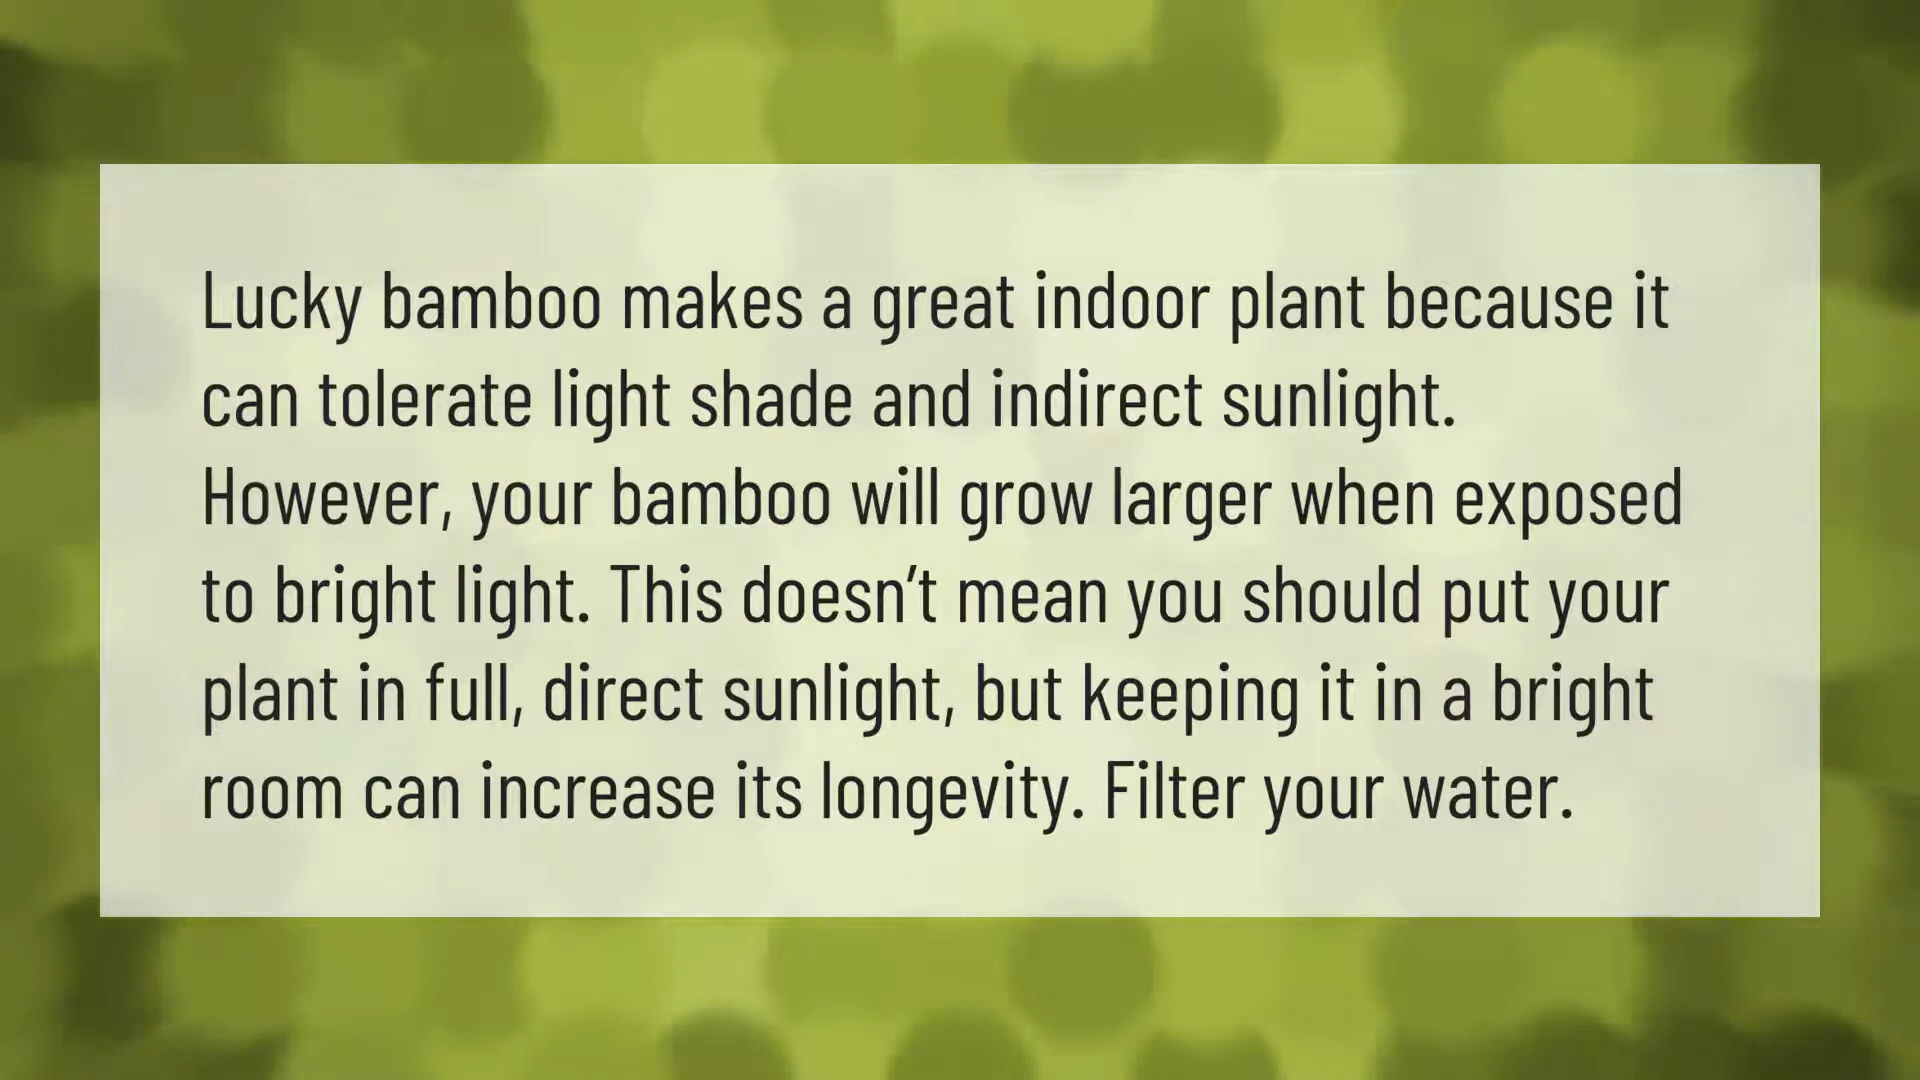 Lucky bamboo makes a great indoor plant because it
can tolerate light shade and indirect sunlight.
However, your bamboo will grow larger when exposed
to bright light. This doesn’t mean you should put your
plant in full, direct sunlight, but keeping it in a bright
room can increase its longevity. Filter your water.